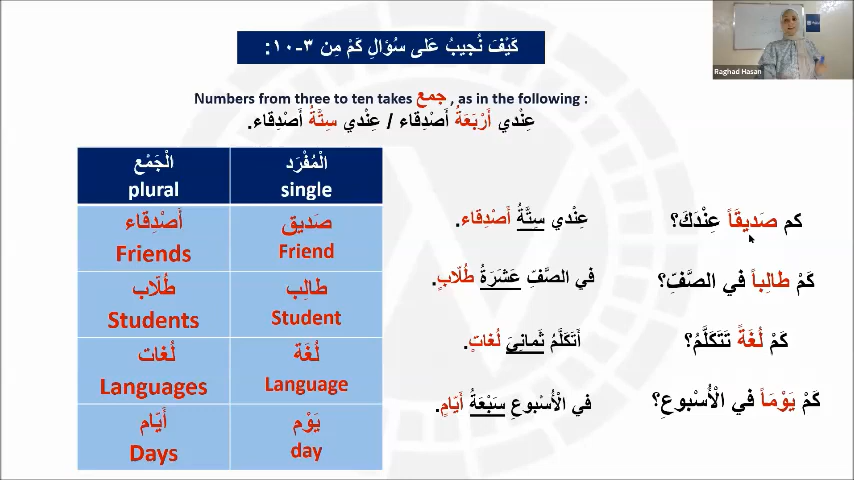 كَيْفَ نُجيبُ عَلى سُؤالِ كَمْ مِن ٣-١٠ :
Raghad Hasan
Numbers from three to ten takes جمع , as in the following :
عِنْدي أَرْبَعَةُ أَصْدِقاء / عِنْدي سِتَّةُ أَصْدِقاء.
الْمُفْرَد
single
الْجَمْع
plural
صَديق
Friend
أَصْدِقاء
Friends
طالِب
Student
طُلّاب
Students
لُغَة
Language
لُغات
Languages
يَوْم
day
أَيّام
Days
كم صَديقَاً عِنْدَكَ؟
عِنْدي سِتَّةُ أَصْدِقاء.
كَمْ طالِباً في الصَّفِّ؟
في الصَّفِّ عَشَرَةُ طُلّابٍ.
كَمْ لُغَةً تَتَكَلَّمُ؟
أَتَكَلَّمُ ثَمانِيَ لُغاتٍ.
كَمْ يَوْمَاً في الْأُسْبوعِ؟
في الْأُسْبوعِ سَبْعَةُ أَيّامٍ.